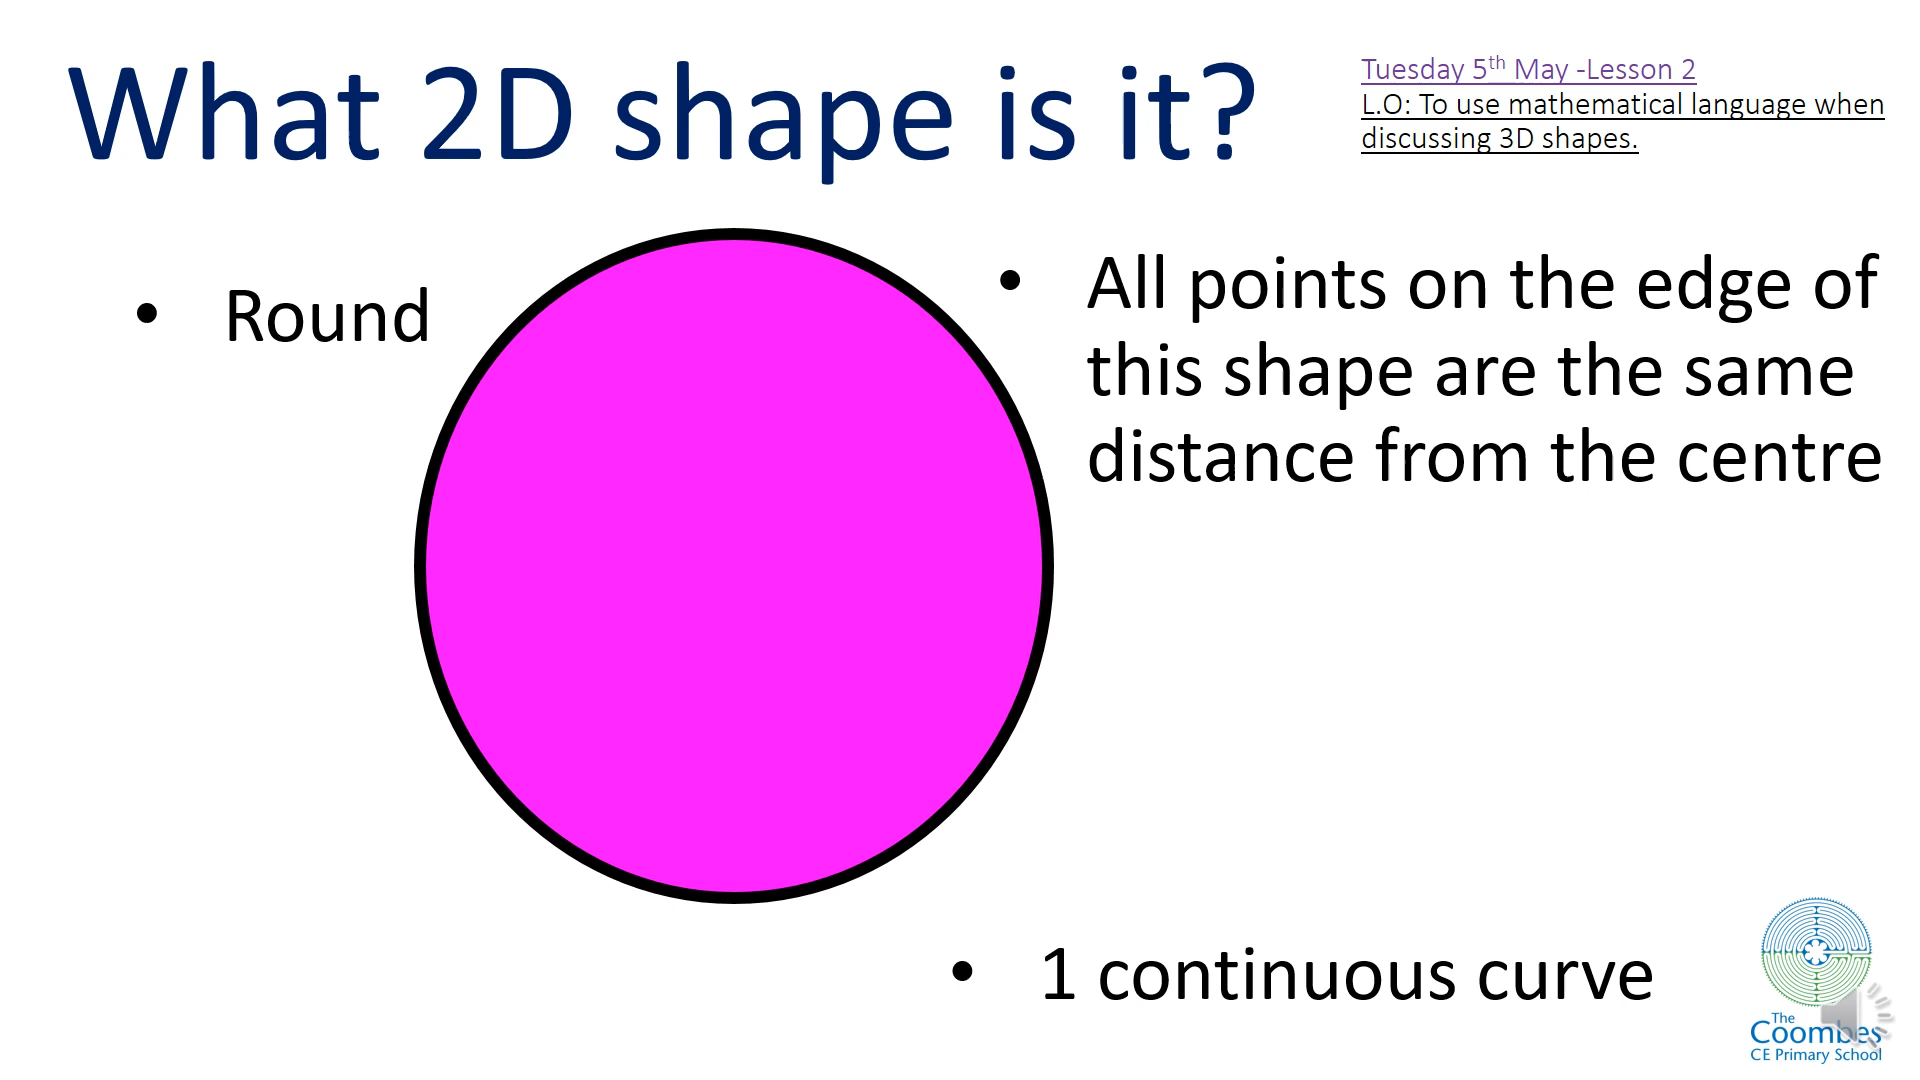 What 2D shape is it?
Tuesday 5th May -Lesson 2
L.O: To use mathematical language when
discussing 3D shapes.
• Round
• All points on the edge of
this shape are the same
distance from the centre
• 1 continuous curve
The
Coombes
CE Primary School